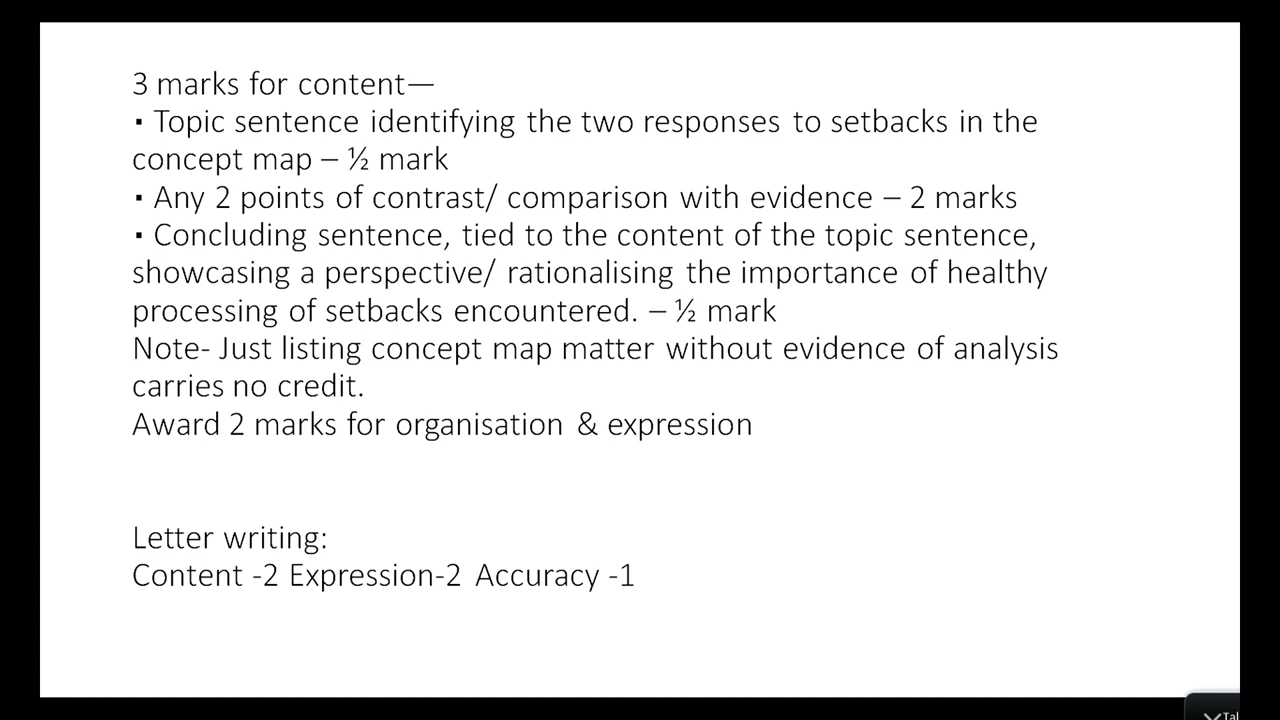 3 marks for content—
▪ Topic sentence identifying the two responses to setbacks in the
concept map – ½ mark
▪ Any 2 points of contrast/ comparison with evidence – 2 marks
▪ Concluding sentence, tied to the content of the topic sentence,
showcasing a perspective/ rationalising the importance of healthy
processing of setbacks encountered. – ½ mark
Note- Just listing concept map matter without evidence of analysis
carries no credit.
Award 2 marks for organisation & expression
Letter writing:
Content -2 Expression-2 Accuracy -1